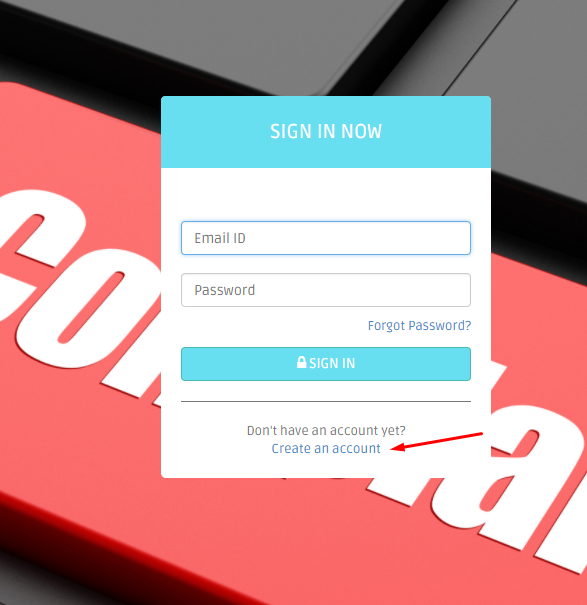 SIGN IN NOW
Email ID
Password
Forgot Password?
SIGN IN
Don't have an account yet?
Create an account